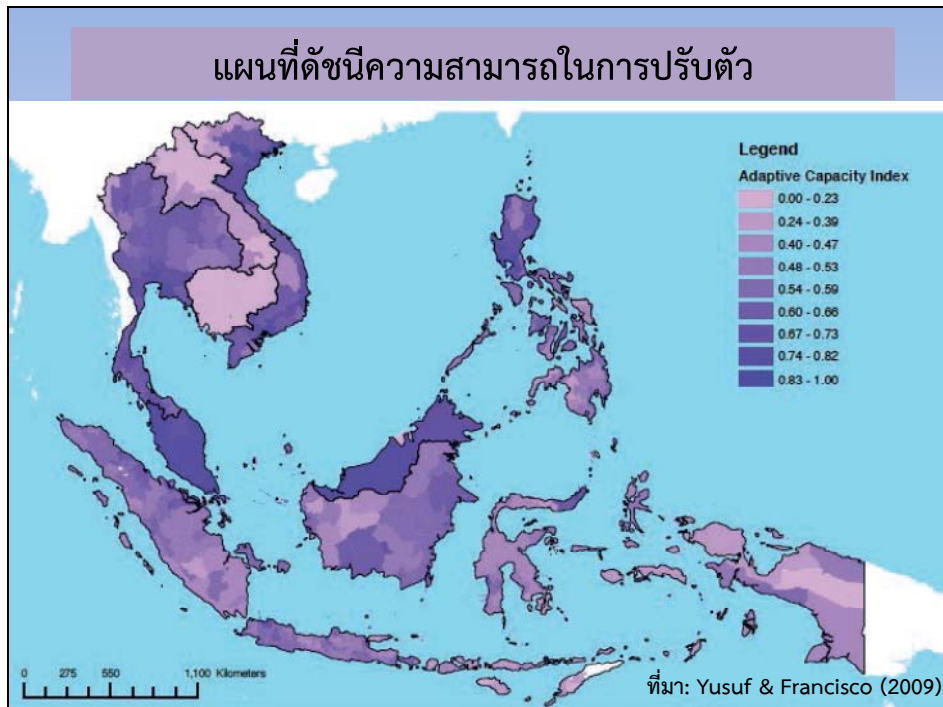 แผนที่ดัชนีความสามารถในการปรับตัว
Legend
Adaptive Capacity Index
0.00 - 0.23
0.24 - 0.39
0.40 - 0.47
0.48 - 0.53
0.54 - 0.59
0.60 - 0.66
0.67 - 0.73
0.74 - 0.82
0.83 - 1.00
0 275 550 1,100 Kilometers
ที่มา: Yusuf & Francisco (2009)